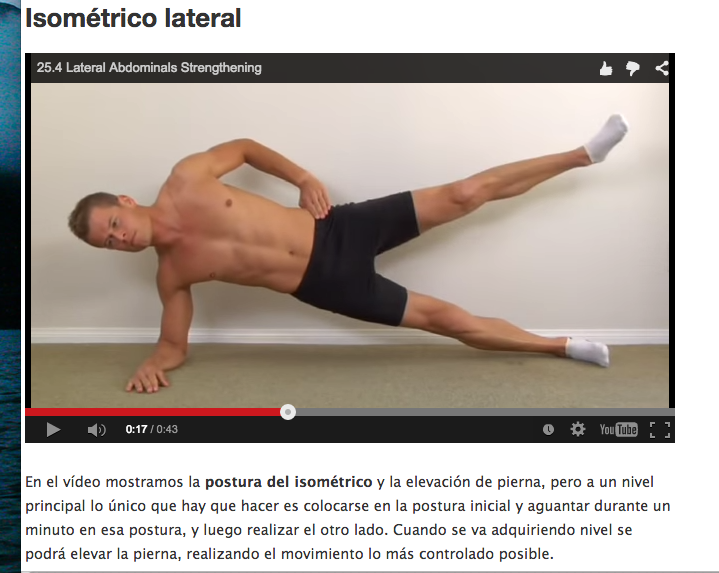 Isométrico lateral
25.4 Lateral Abdominals Strengthening
0:17 / 0:43
YouTube
En el vídeo mostramos la postura del isométrico y la elevación de pierna, pero a un nivel
principal lo único que hay que hacer es colocarse en la postura inicial y aguantar durante un
minuto en esa postura, y luego realizar el otro lado. Cuando se va adquiriendo nivel se
podrá elevar la pierna, realizando el movimiento lo más controlado posible.